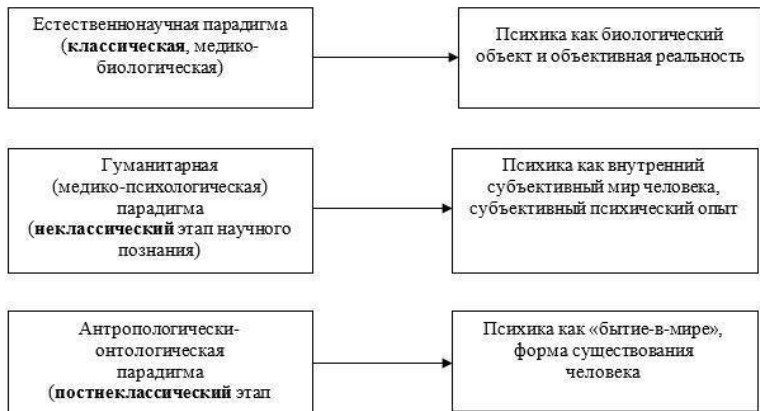 Естественнонаучная парадигма
(классическая, медико-
биологическая)
Психика как биологический
объект и объективная реальность
Гуманитарная
(медико-психологическая)
парадигма
(неклассический этап научного
познания)
Психика как внутренний
субъективный мир человека,
субъективный психический опыт
Антропологически-
онтологическая
парадигма
(постнеклассический этап
Психика как «бытие-в-мире»,
форма существования
человека